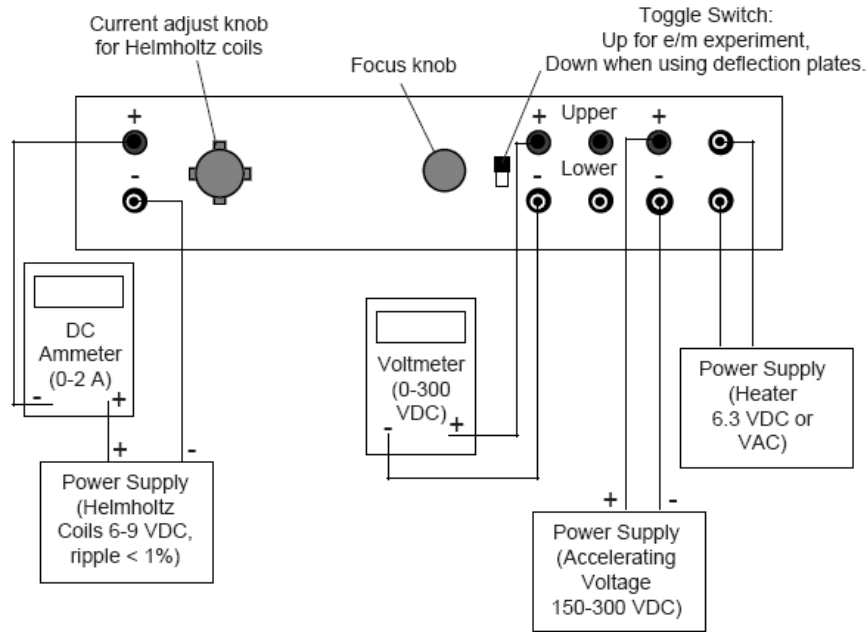 Current adjust knob
for Helmholtz coils
Focus knob
Toggle Switch:
Up for e/m experiment,
Down when using deflection plates.
+
-
+
Upper
+
-
Lower
-
DC
Ammeter
(0-2 A)
-
+
+
-
Power Supply
(Helmholtz
Coils 6-9 VDC,
ripple < 1%)
Voltmeter
(0-300
VDC)
-
+
Power Supply
(Heater
6.3 VDC or
VAC)
+
-
Power Supply
(Accelerating
Voltage
150-300 VDC)